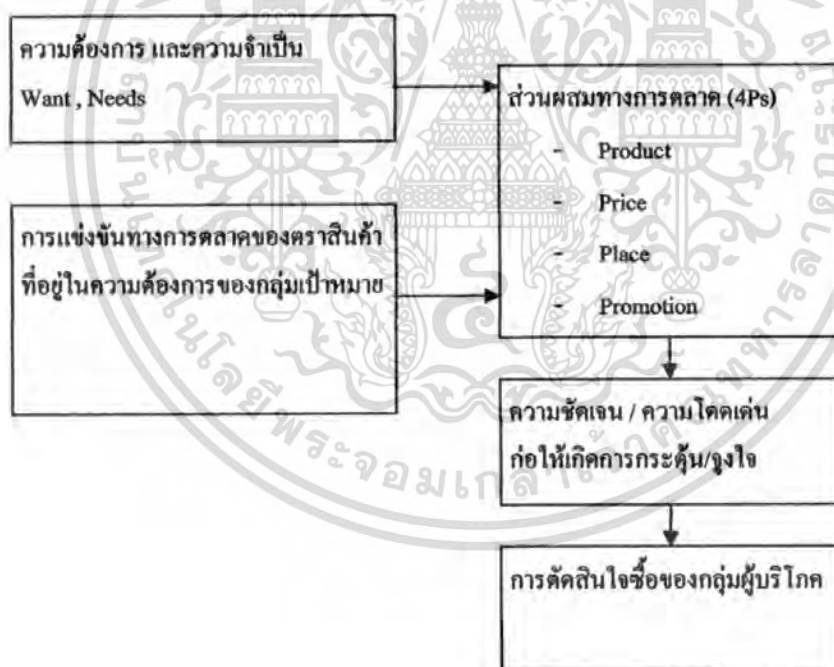 ความต้องการ และความจำเป็น
Want , Needs
การแข่งขันทางการตลาดของตราสินค้า
ที่อยู่ในความต้องการของกลุ่มเป้าหมาย
ส่วนผสมทางการตลาด (4Ps)
- Product
- Price
- Place
- Promotion
ความชัดเจน / ความโดดเด่น
ก่อให้เกิดการกระตุ้น/จูงใจ
การตัดสินใจซื้อของกลุ่มผู้บริโภค